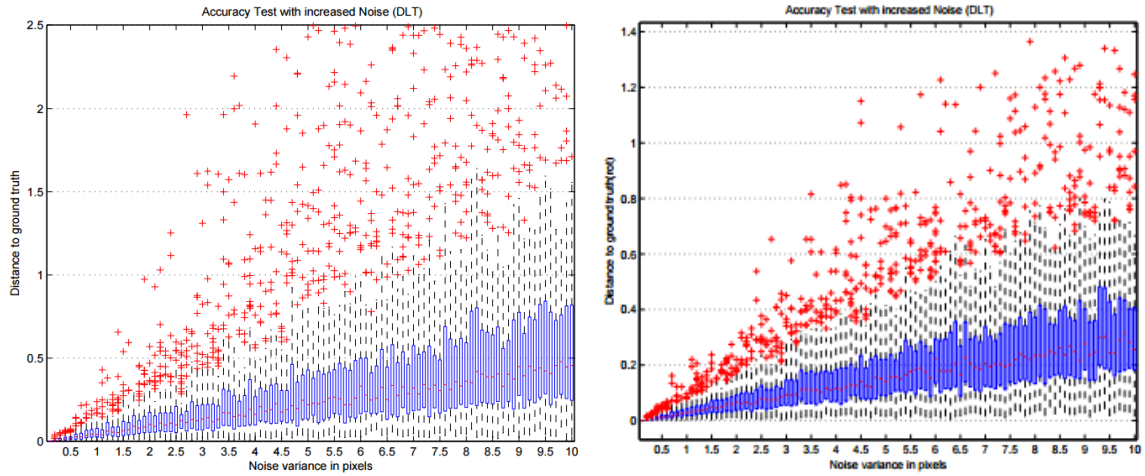 Accuracy Test with increased Noise (DLT)
2.5
2
1.5
1
0.5
0
Distance to ground truth
0.5 1 1.5 2 2.5 3 3.5 4 4.5 5 5.5 6 6.5 7 7.5 8 8.5 9 9.5 10
Noise variance in pixels
Accuracy Test with increased Noise (DLT)
1.4
1.2
1
0.8
0.6
0.4
0.2
0
Distance to ground truth(rot)
0.5 1 1.5 2 2.5 3 3.5 4 4.5 5 5.5 6 6.5 7 7.5 8 8.5 9 9.5 10
Noise variance in pixels